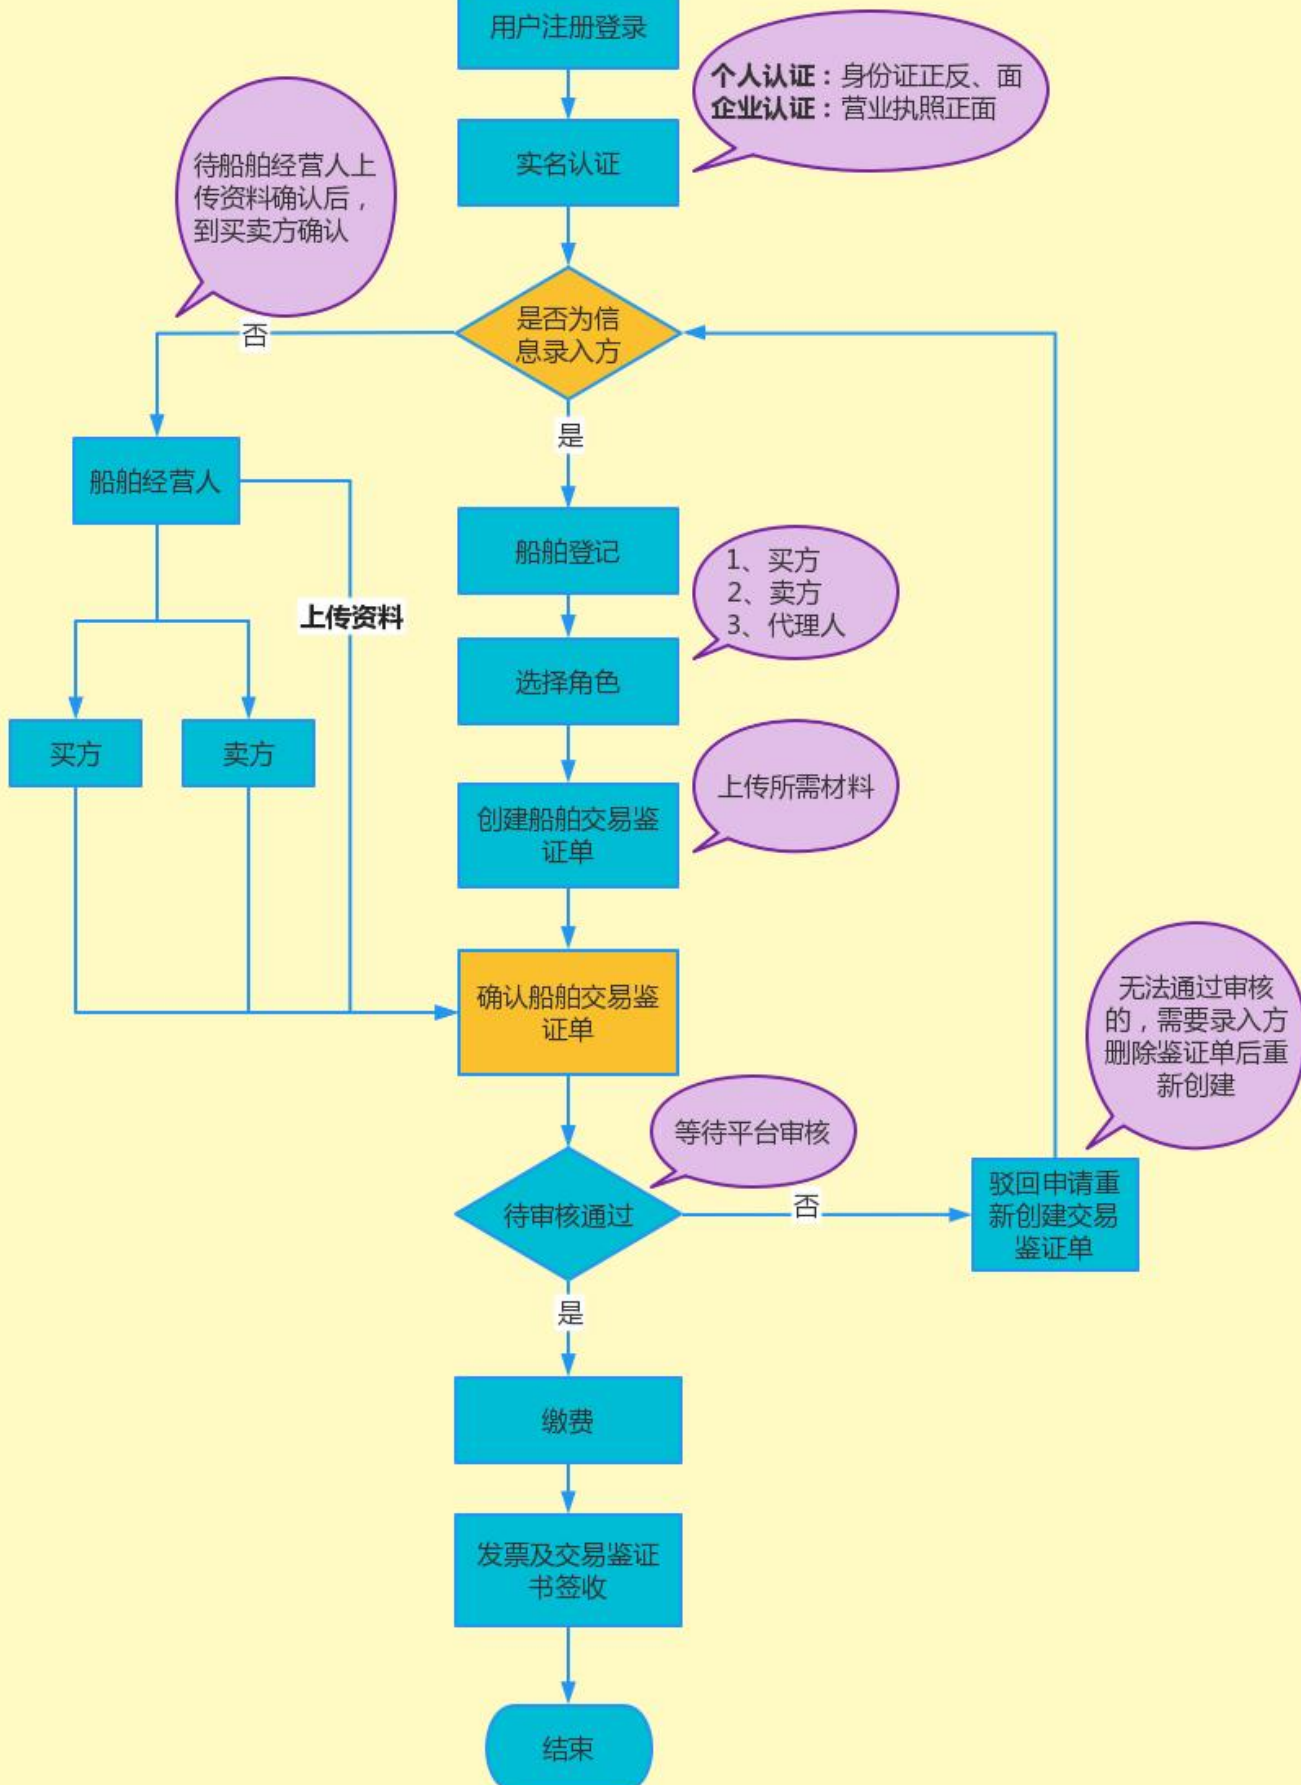 用户注册登录
个人认证：身份证正反、面
企业认证：营业执照正面
实名认证
待船舶经营人上
传资料确认后，
到买卖方确认
是否为信
息录入方
否
是
船舶经营人
上传资料
买方
卖方
船舶登记
1、买方
2、卖方
3、代理人
选择角色
上传所需材料
创建船舶交易鉴
证单
确认船舶交易鉴
证单
无法通过审核
的，需要录入方
删除鉴证单后重
新创建
等待平台审核
待审核通过
否
驳回申请重
新创建交易
鉴证单
是
缴费
发票及交易鉴证
书签收
结束